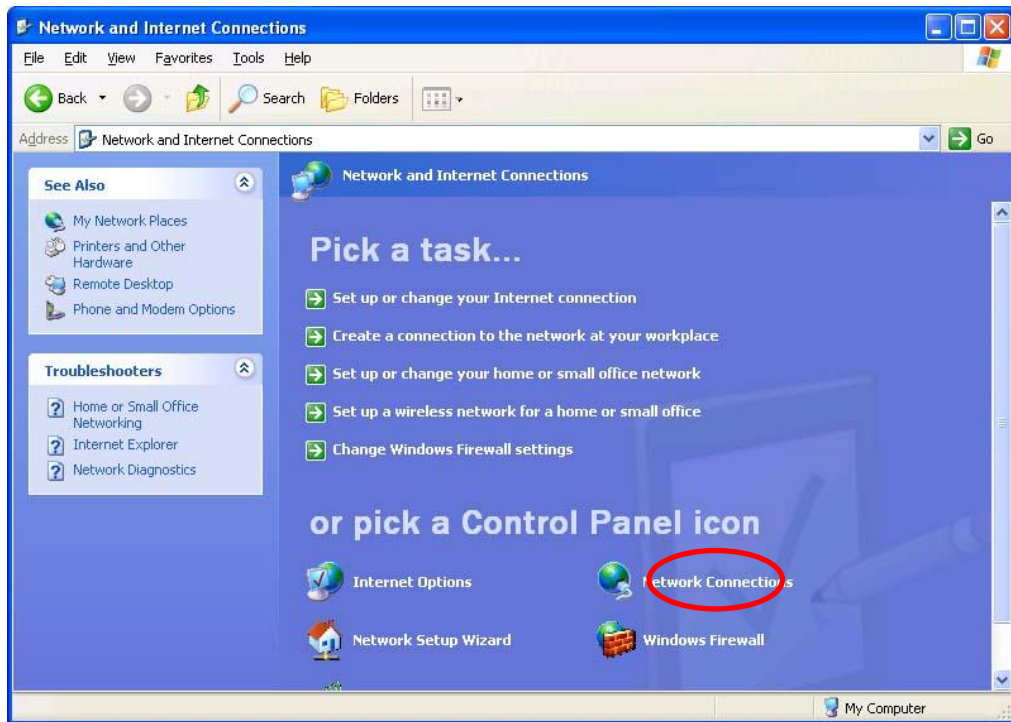 Network and Internet Connections
File Edit View Favorites Tools Help
Back Search Folders
Address Network and Internet Connections Go
See Also
My Network Places
Printers and Other
Hardware
Remote Desktop
Phone and Modem Options
Troubleshooters
Home or Small Office
Networking
Internet Explorer
Network Diagnostics
Network and Internet Connections
Pick a task...
Set up or change your Internet connection
Create a connection to the network at your workplace
Set up or change your home or small office network
Set up a wireless network for a home or small office
Change Windows Firewall settings
or pick a Control Panel icon
Internet Options
Network Connections
Network Setup Wizard
Windows Firewall
My Computer